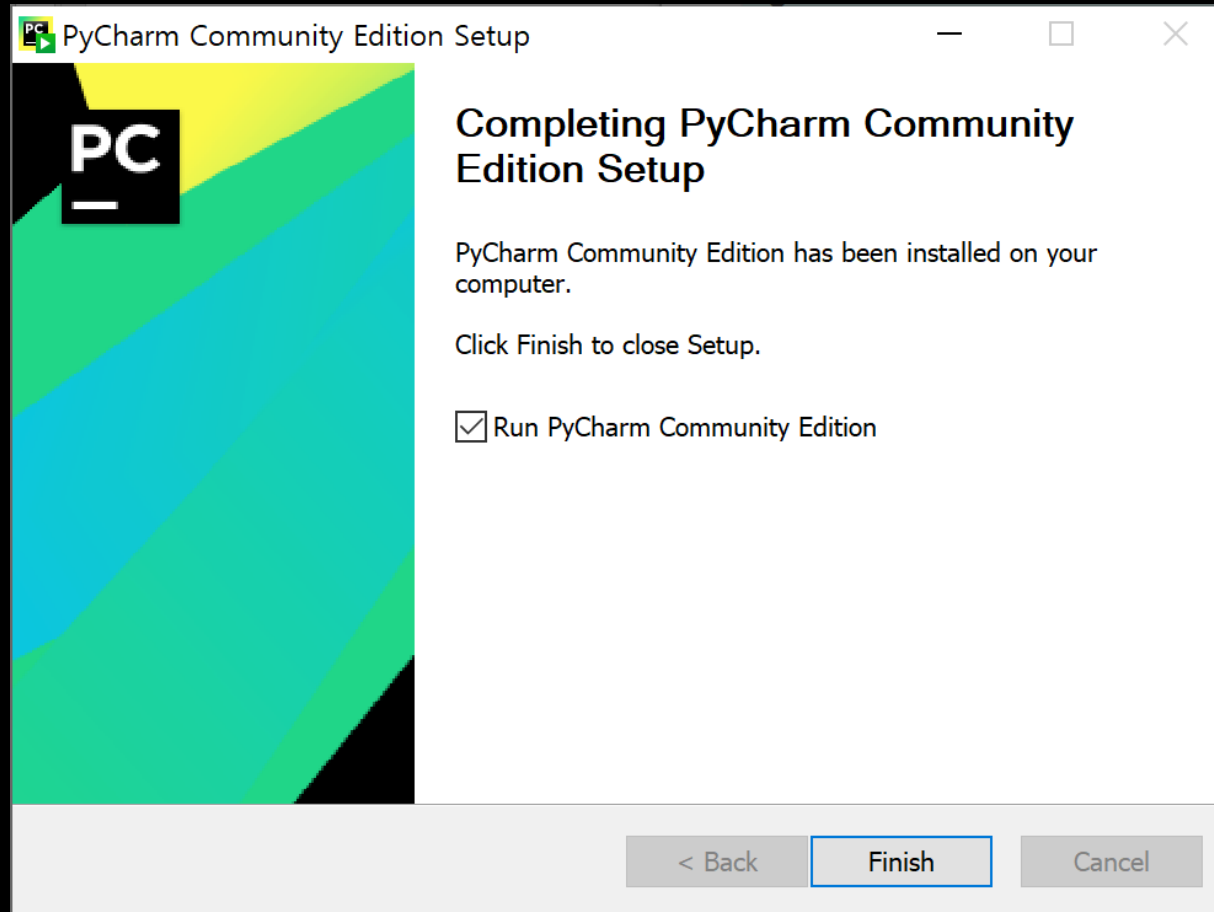 PyCharm Community Edition Setup
PC
Completing PyCharm Community
Edition Setup
PyCharm Community Edition has been installed on your
computer.
Click Finish to close Setup.
Run PyCharm Community Edition
< Back
Finish
Cancel